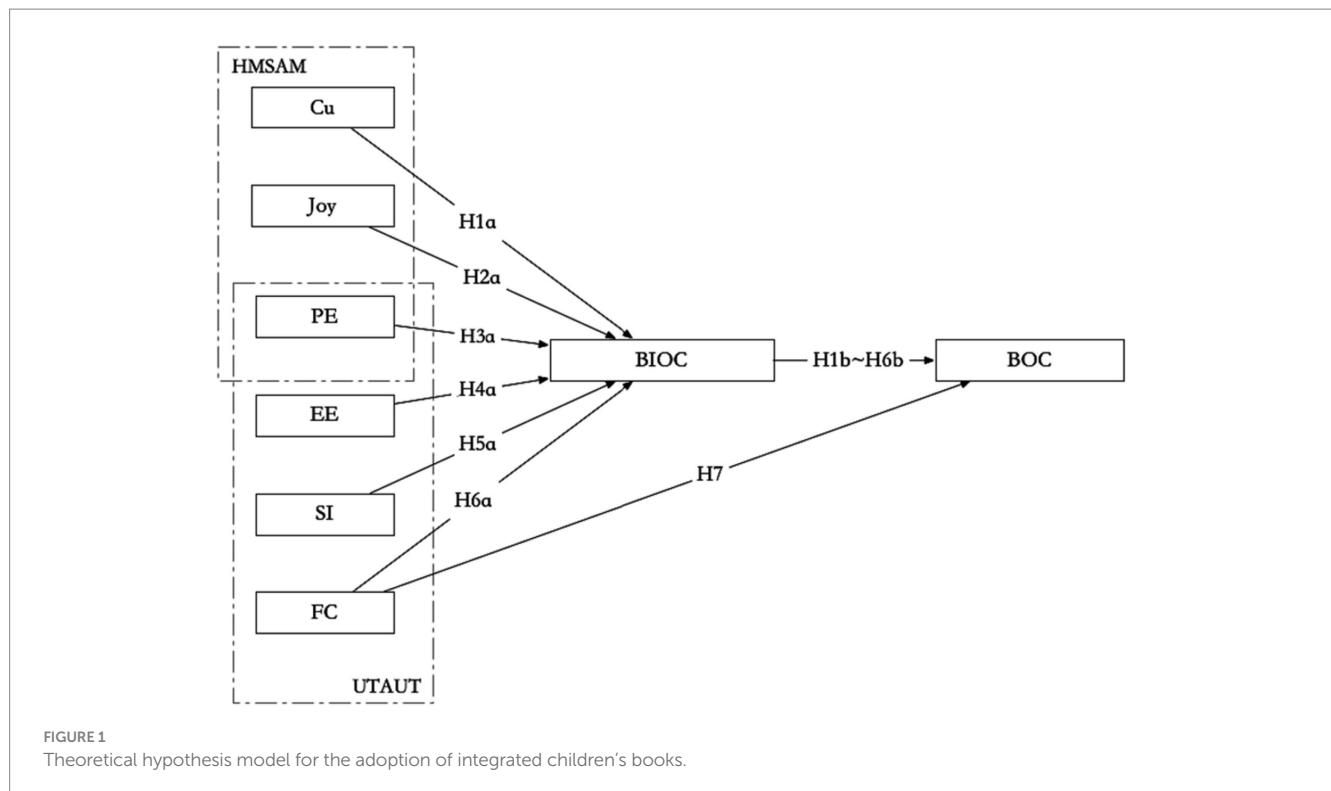 HMSAM
Cu
Joy
H1a
H2a
PE
H3a
BIOC
H1b~H6b
BOC
EE
H4a
H5a
SI
H6a
H7
FC
UTAUT
FIGURE 1
Theoretical hypothesis model for the adoption of integrated children’s books.